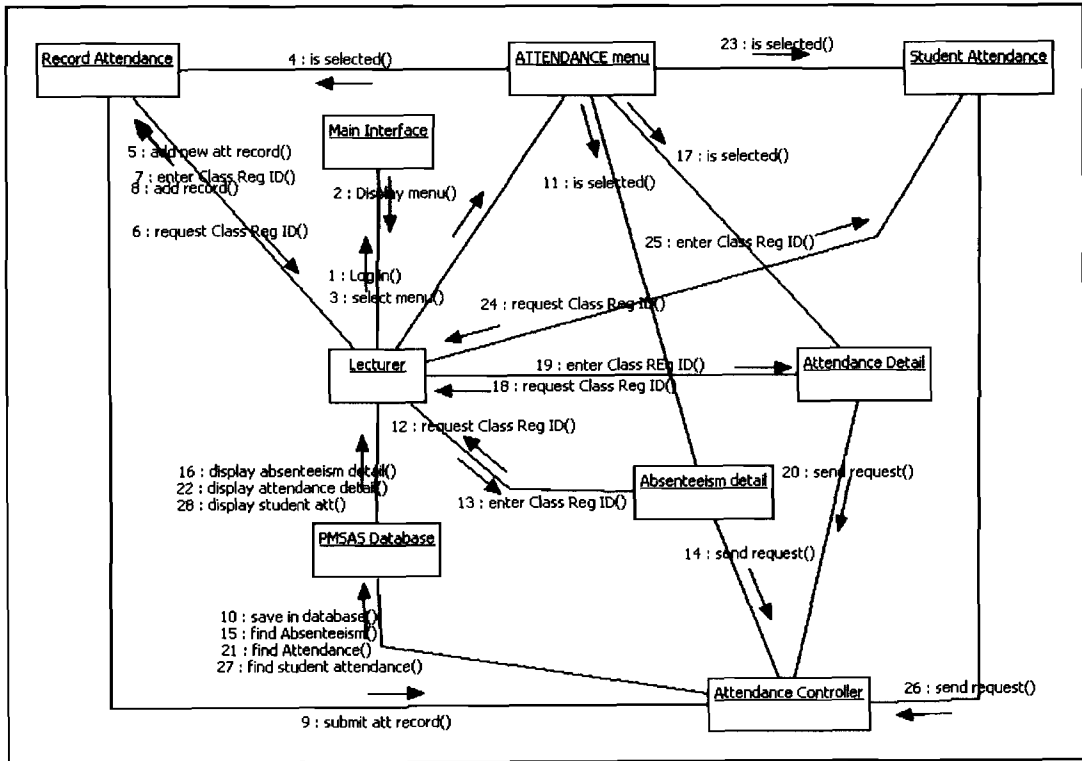 Record Attendance
4 : is selected()
ATTENDANCE menu
23 : is selected()
Student Attendance
Main Interface
5 : add new att record()
7 : enter Class Reg ID()
8 : add record()
6 : request Class Reg ID()
2 : Display menu()
11 : is selected()
17 : is selected()
25 : enter Class Reg ID()
1 : Log in()
3 : select menu()
24 : request Class Reg ID()
Lecturer
19 : enter Class REg ID()
18 : request Class Reg ID()
Attendance Detail
12 : request Class Reg ID()
16 : display absenteeism detail()
22 : display attendance detail()
28 : display student att()
13 : enter Class Reg ID()
Absenteeism detail
20 : send request()
PMSAS Database
14 : send request()
10 : save in database()
15 : find Absenteeism()
21 : find Attendance()
27 : find student attendance()
Attendance Controller
26 : send request()
9 : submit att record()